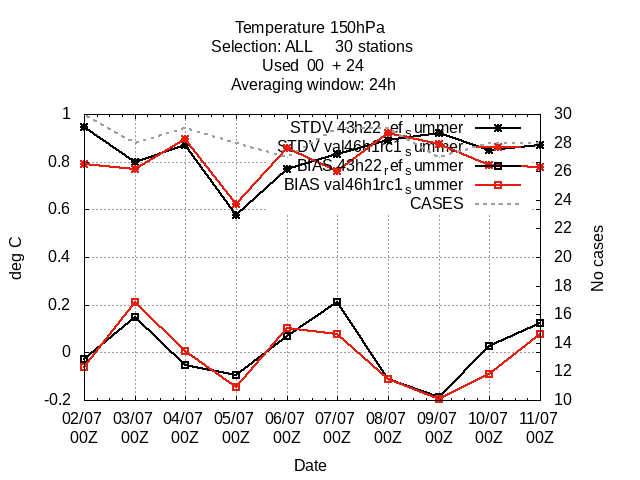 Temperature 150hPa
Selection: ALL 30 stations
Used 00 + 24
Averaging window: 24h
1
0.8
0.6
0.4
0.2
0
-0.2
30
28
26
24
22
20
18
16
14
12
10
deg C
No cases
STDV 43h22_ref_summer
STDV val46h1rc1_summer
BIAS 43h22_ref_summer
BIAS val46h1rc1_summer
CASES
02/07 03/07 04/07 05/07 06/07 07/07 08/07 09/07 10/07 11/07
00Z 00Z 00Z 00Z 00Z 00Z 00Z 00Z 00Z 00Z
Date